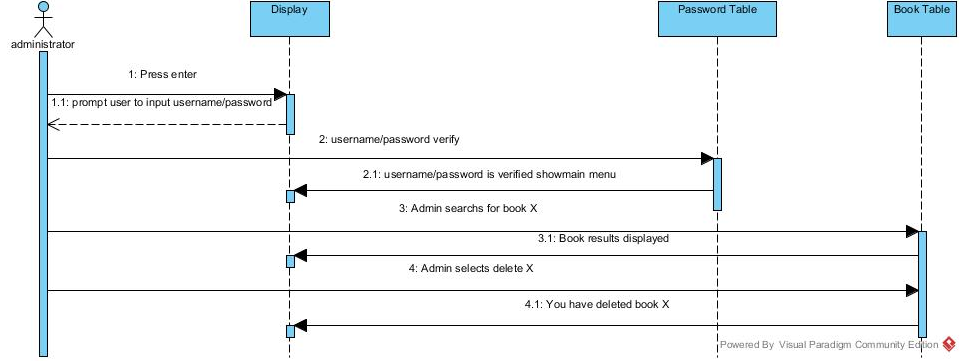 Display
Password Table
Book Table
administrator
1: Press enter
1.1: prompt user to input username/password
2: username/password verify
2.1: username/password is verified showmain menu
3: Admin searchs for book X
3.1: Book results displayed
4: Admin selects delete X
4.1: You have deleted book X
Powered By Visual Paradigm Community Edition